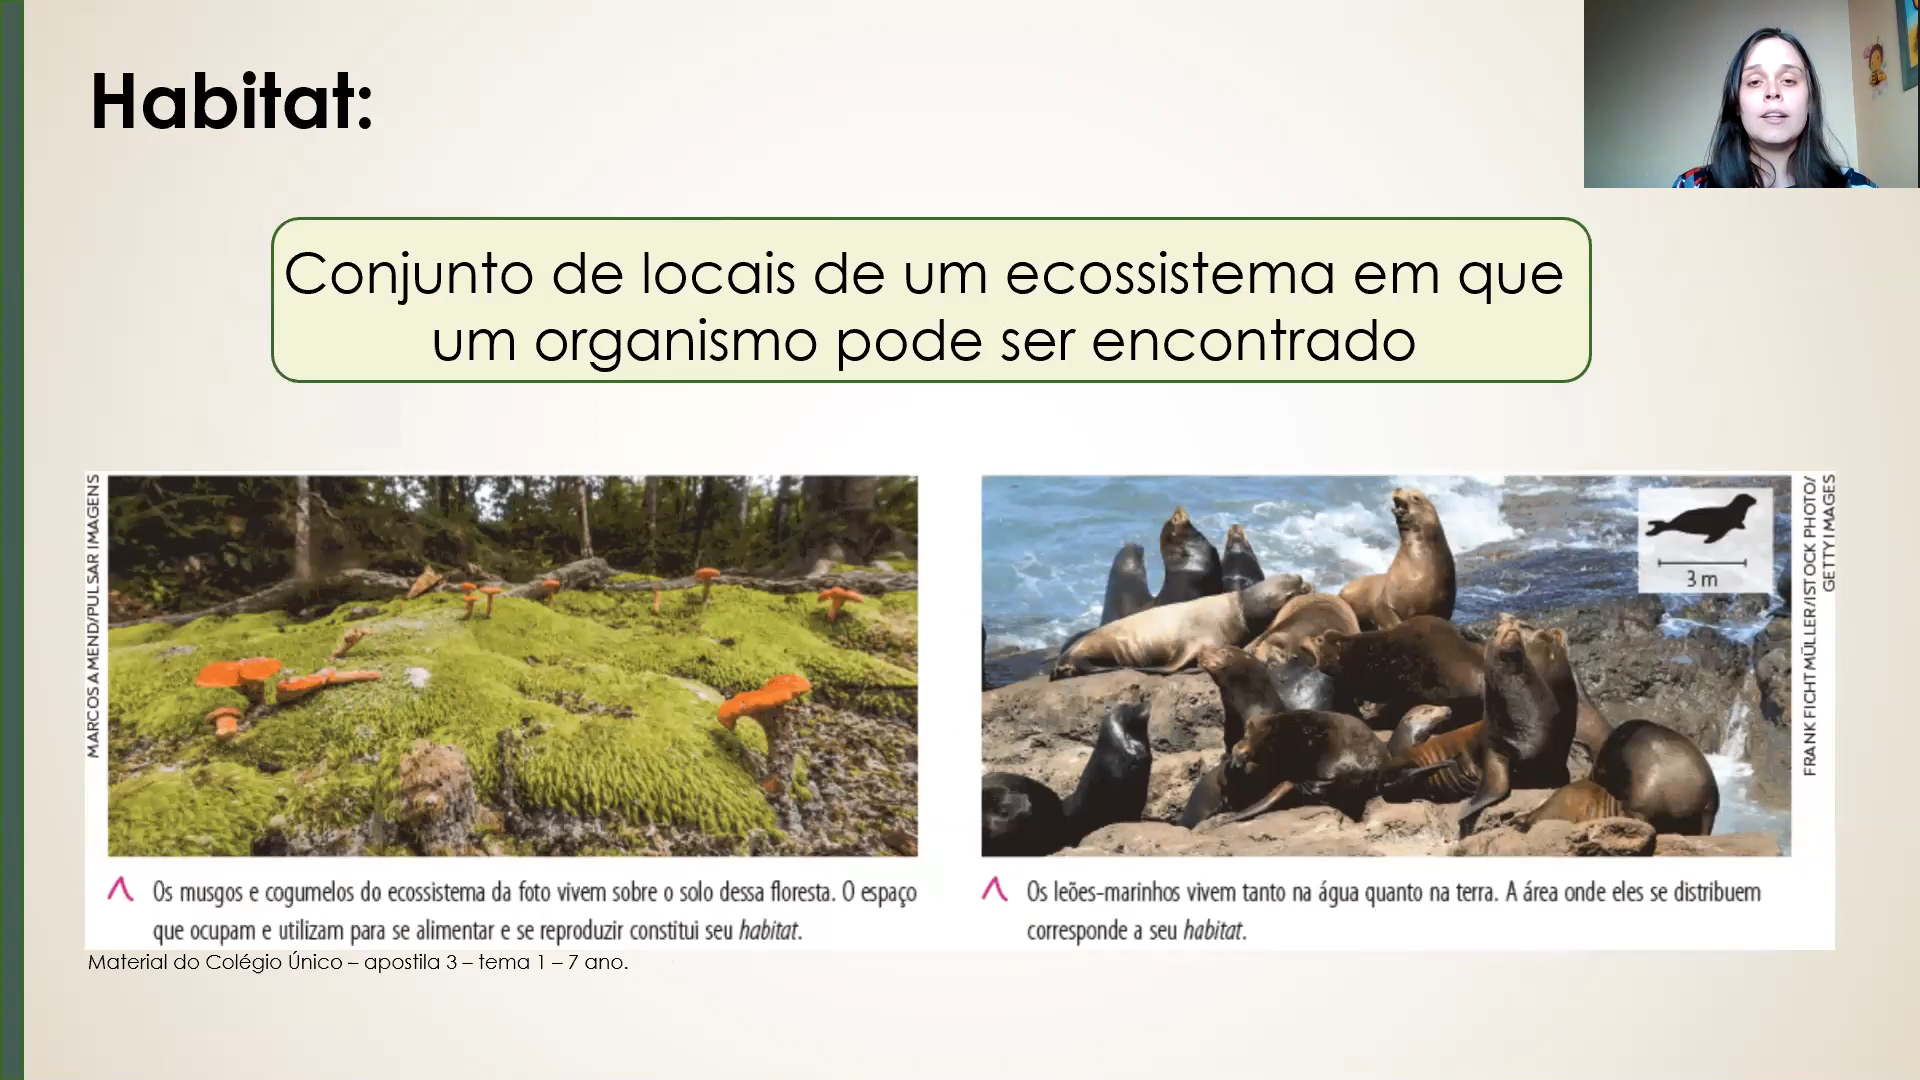 Habitat:
Conjunto de locais de um ecossistema em que
um organismo pode ser encontrado
MARCOS AMEND/PULSAR IMAGENS
3 m
FRANK FICHTMÜLLER/ISTOCK PHOTO/
GETTY IMAGES
Os musgos e cogumelos do ecossistema da foto vivem sobre o solo dessa floresta. O espaço
que ocupam e utilizam para se alimentar e se reproduzir constitui seu habitat.
Os leões-marinhos vivem tanto na água quanto na terra. A área onde eles se distribuem
corresponde a seu habitat.
Material do Colégio Único – apostila 3 – tema 1 – 7 ano.